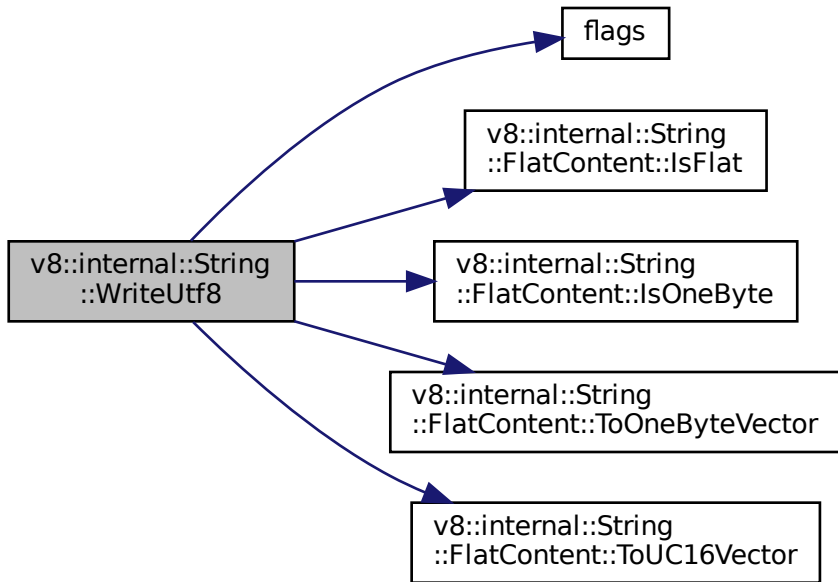 flags
v8::internal::String
::FlatContent::IsFlat
v8::internal::String
::WriteUtf8
v8::internal::String
::FlatContent::IsOneByte
v8::internal::String
::FlatContent::ToOneByteVector
v8::internal::String
::FlatContent::ToUC16Vector